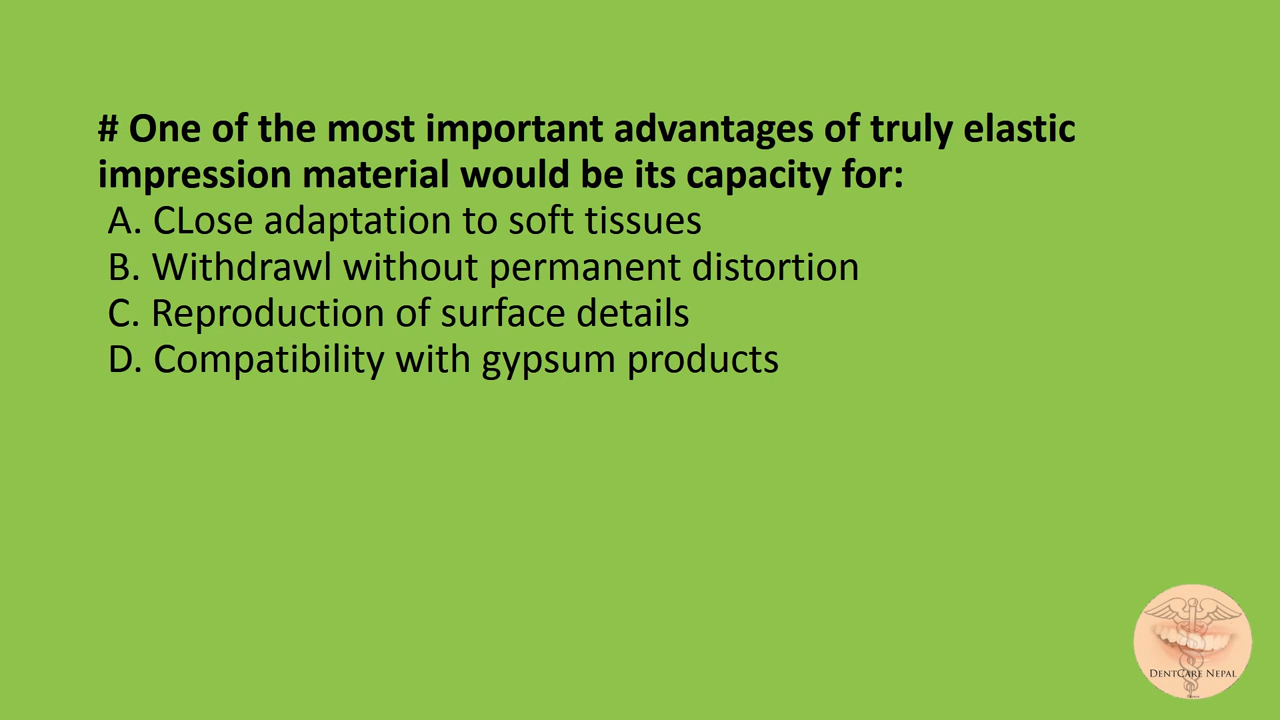 # One of the most important advantages of truly elastic
impression material would be its capacity for:
A. CLose adaptation to soft tissues
B. Withdrawl without permanent distortion
C. Reproduction of surface details
D. Compatibility with gypsum products
DentCare Nepal